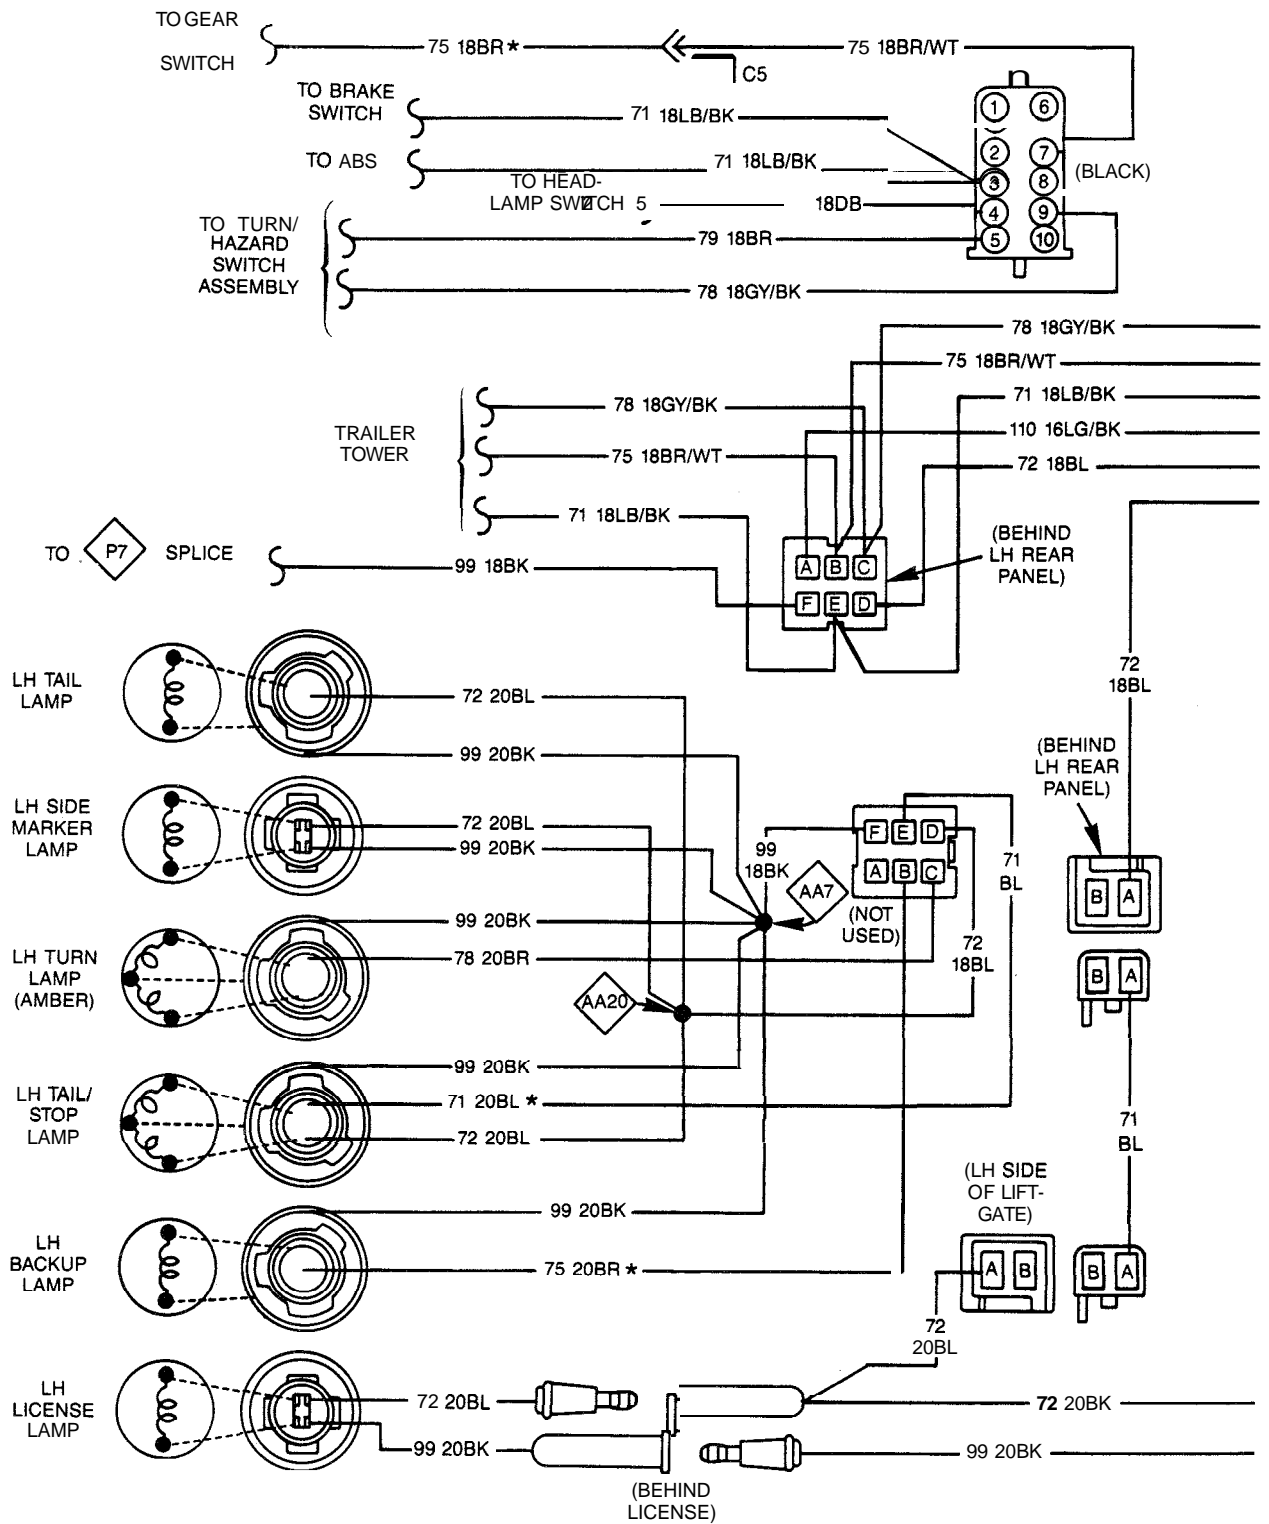 TO GEAR
SWITCH
75 18BR*
75 18BR/WT
C5
TO BRAKE
SWITCH
71 18LB/BK
1 6
2 7
3 8
4 9
5 10
(BLACK)
TO ABS
71 18LB/BK
TO HEAD-
LAMP SWITCH 5
18DB
TO TURN/
HAZARD
SWITCH
ASSEMBLY
79 18BR
78 18GY/BK
78 18GY/BK
75 18BR/WT
71 18LB/BK
110 16LG/BK
72 18BL
TRAILER
TOWER
78 18GY/BK
75 18BR/WT
71 18LB/BK
TO P7 SPLICE
99 18BK
A B C
F E D
(BEHIND
LH REAR
PANEL)
72
18BL
LH TAIL
LAMP
72 20BL
99 20BK
(BEHIND
LH REAR
PANEL)
LH SIDE
MARKER
LAMP
72 20BL
99 20BK
99
18BK
F E D
A B C
71
BL
B A
AA7
(NOT
USED)
LH TURN
LAMP
(AMBER)
99 20BK
78 20BR
72
18BL
B A
AA20
LH TAIL/
STOP
LAMP
99 20BK
71 20BL*
72 20BL
71
BL
(LH SIDE
OF LIFT-
GATE)
LH
BACKUP
LAMP
99 20BK
75 20BR*
A B
B A
72
20BL
LH
LICENSE
LAMP
72 20BL
72 20BK
99 20BK
99 20BK
(BEHIND
LICENSE)